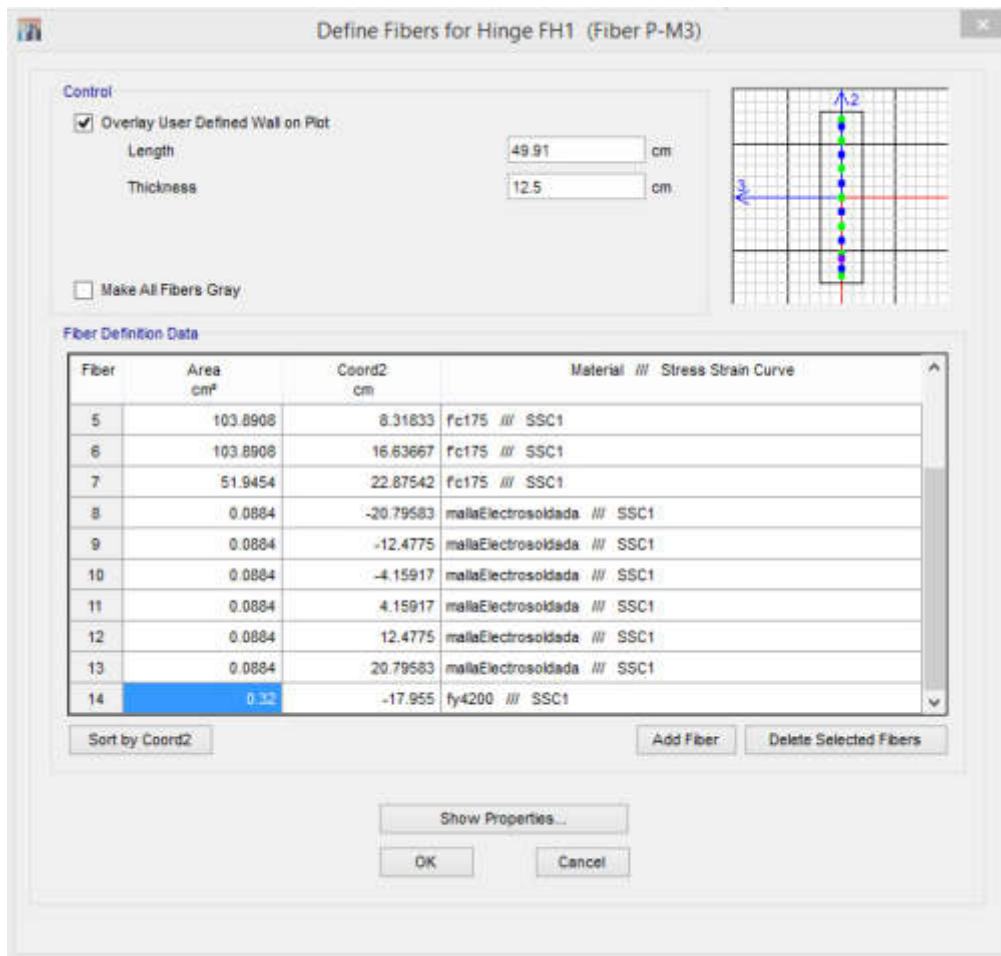 Define Fibers for Hinge FH1 (Fiber P-M3)
Control
Overlay User Defined Wall on Plot
Length 49.91 cm
Thickness 12.5 cm
Make All Fibers Gray
2
3
Fiber Definition Data
Fiber Area cm² Coord2 cm Material /// Stress Strain Curve
5 103.8908 8.31833 f'c175 /// SSC1
6 103.8908 16.63667 f'c175 /// SSC1
7 51.9454 22.87542 f'c175 /// SSC1
8 0.0884 -20.79583 mallaElectrosoldada /// SSC1
9 0.0884 -12.4775 mallaElectrosoldada /// SSC1
10 0.0884 -4.15917 mallaElectrosoldada /// SSC1
11 0.0884 4.15917 mallaElectrosoldada /// SSC1
12 0.0884 12.4775 mallaElectrosoldada /// SSC1
13 0.0884 20.79583 mallaElectrosoldada /// SSC1
14 0.32 -17.955 fy4200 /// SSC1
Sort by Coord2 Add Fiber Delete Selected Fibers
Show Properties...
OK Cancel